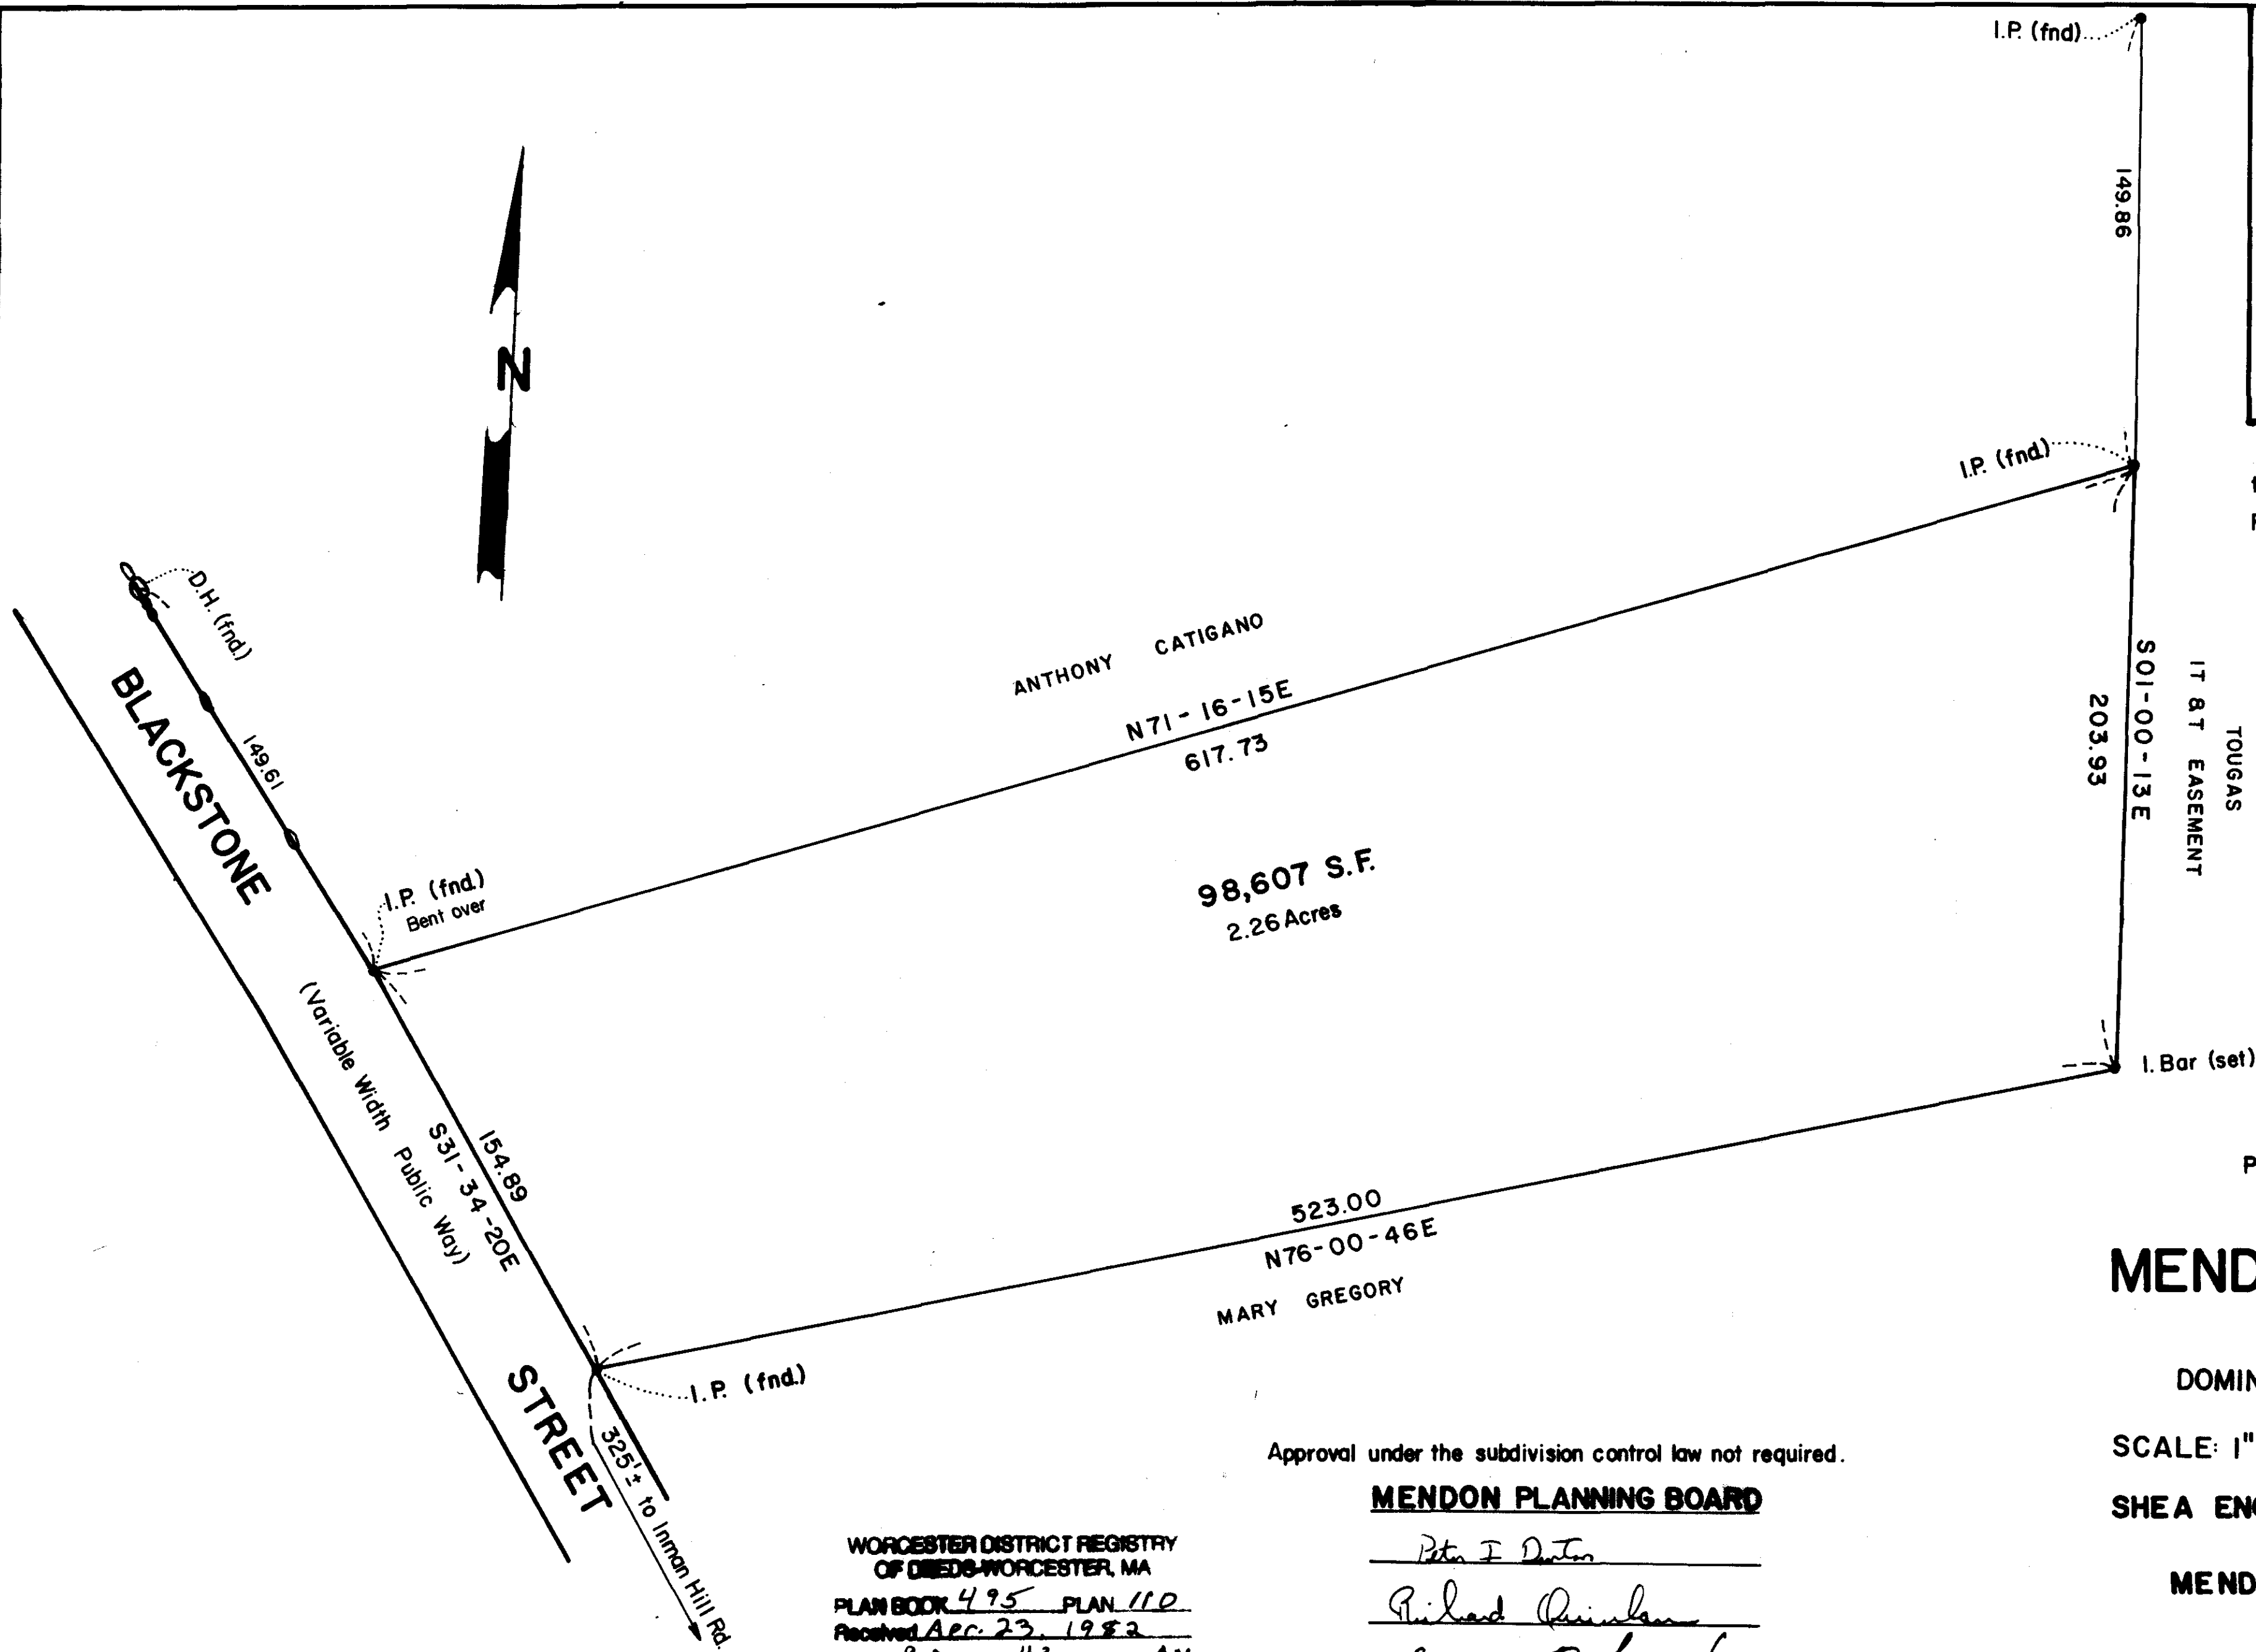 I.P. (fnd)
149.86
N
I.P. (fnd.)
D.H. (fnd.)
BLACKSTONE
149.61
ANTHONY CATIGANO
N71-16-15E
617.73
S01-00-13E
203.93
IT &T EASEMENT
TOUGAS
98,607 S.F.
2.26 Acres
I.P. (fnd.)
Bent over
(Variable Width Public Way)
154.89
S31-34-20E
I. Bar (set)
523.00
N76-00-46E
MARY GREGORY
I.P. (fnd.)
STREET
325'± to Inman Hill Rd.
MEND
DOMIN
SCALE: 1"
SHEA ENG
MEND
Approval under the subdivision control law not required.
MENDON PLANNING BOARD
Richard Quinlan
WORCESTER DISTRICT REGISTRY
OF DEEDS-WORCESTER, MA
PLAN BOOK 495 PLAN 110
Received Apr. 23, 1982